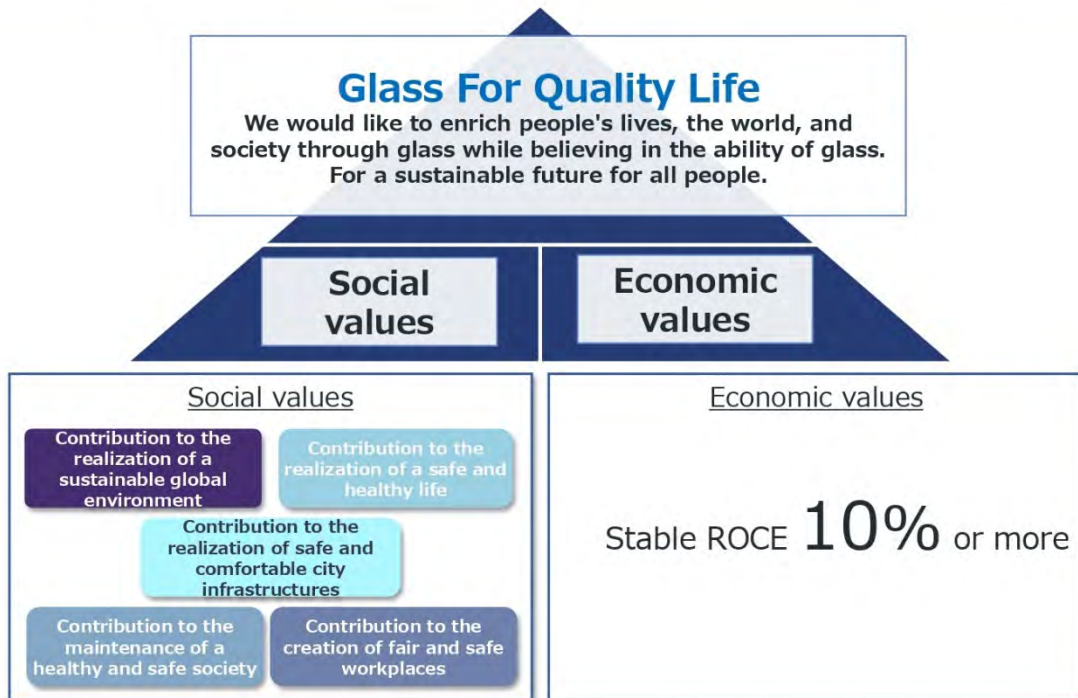 Glass For Quality Life
We would like to enrich people's lives, the world, and
society through glass while believing in the ability of glass.
For a sustainable future for all people.
Social
values
Economic
values
Social values
Contribution to the
realization of a
sustainable global
environment
Contribution to the
realization of a safe and
healthy life
Contribution to the
realization of safe and
comfortable city
infrastructures
Contribution to the
maintenance of a
healthy and safe society
Contribution to the
creation of fair and safe
workplaces
Economic values
Stable ROCE 10% or more